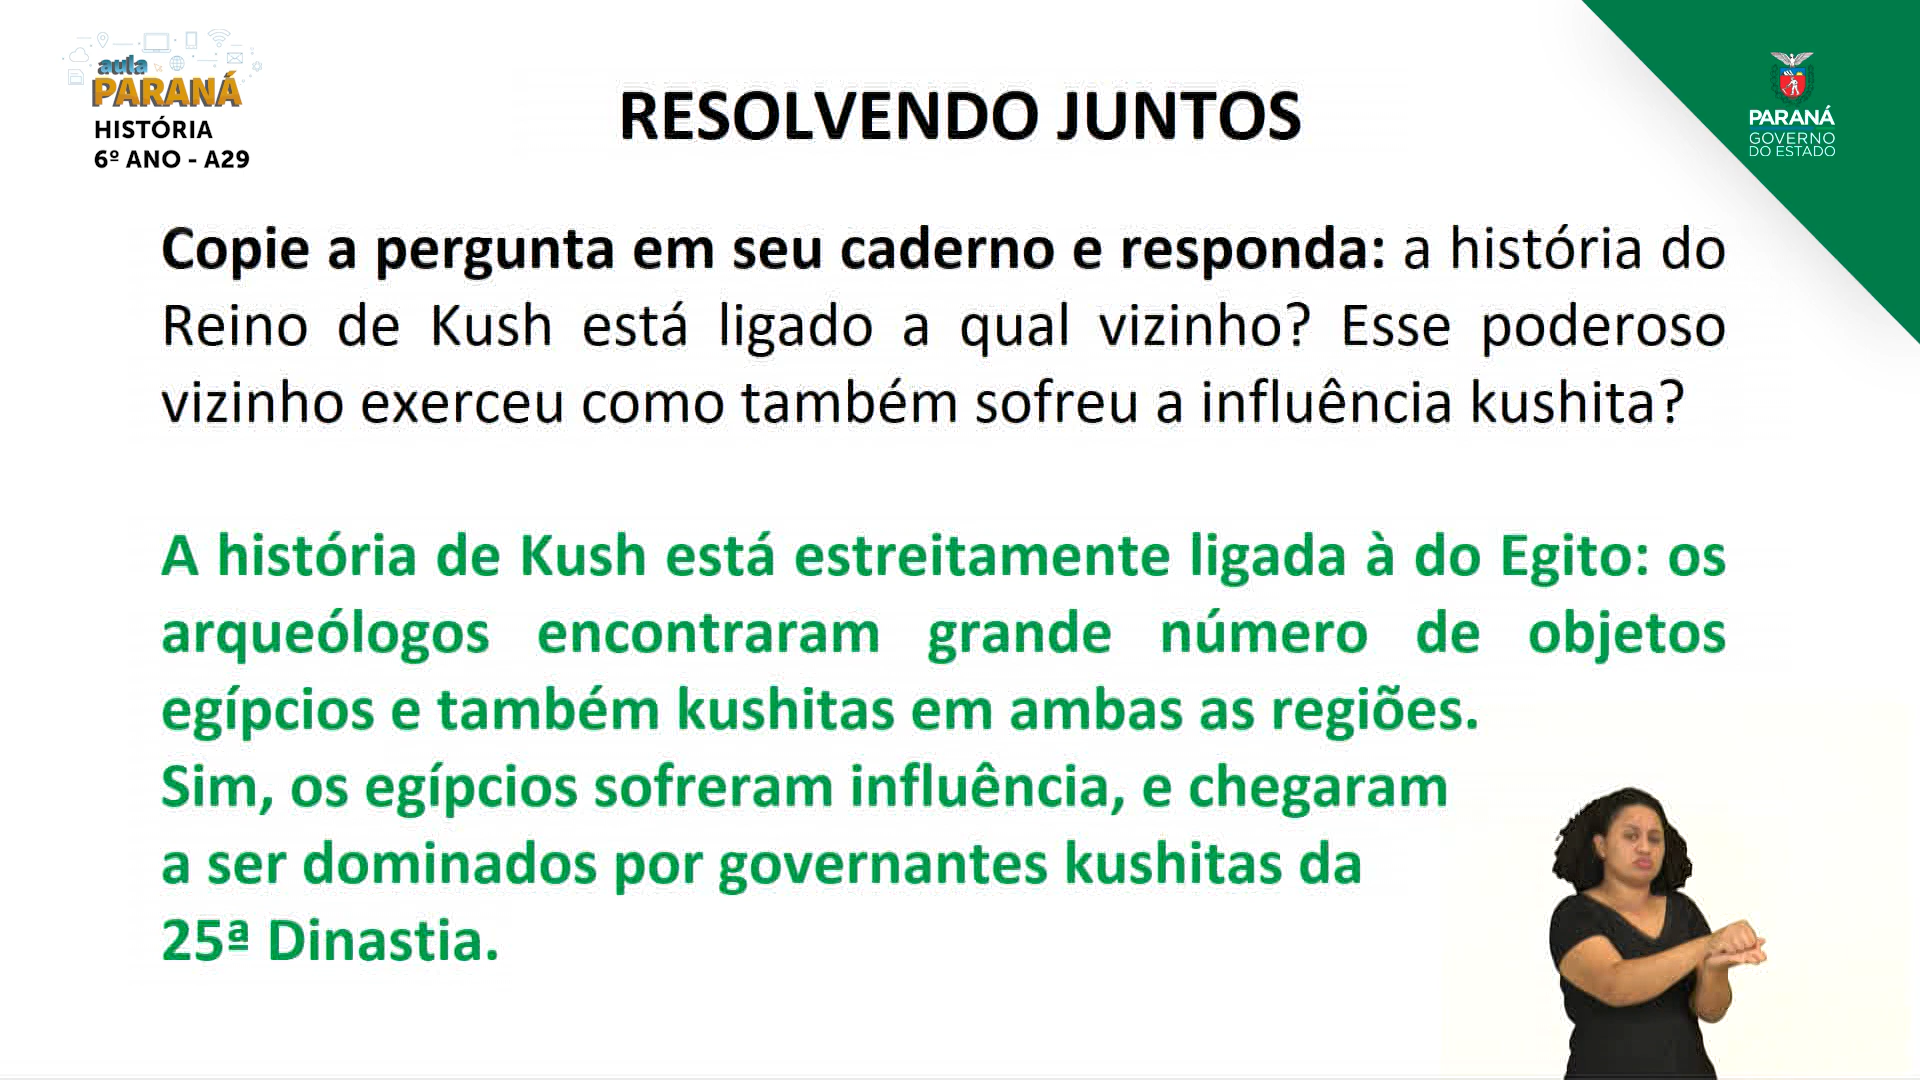 aula
PARANÁ
HISTÓRIA
6º ANO - A29
RESOLVENDO JUNTOS
PARANÁ
GOVERNO
DO ESTADO
Copie a pergunta em seu caderno e responda: a história do
Reino de Kush está ligado a qual vizinho? Esse poderoso
vizinho exerceu como também sofreu a influência kushita?
A história de Kush está estreitamente ligada à do Egito: os
arqueólogos encontraram grande número de objetos
egípcios e também kushitas em ambas as regiões.
Sim, os egípcios sofreram influência, e chegaram
a ser dominados por governantes kushitas da
25ª Dinastia.